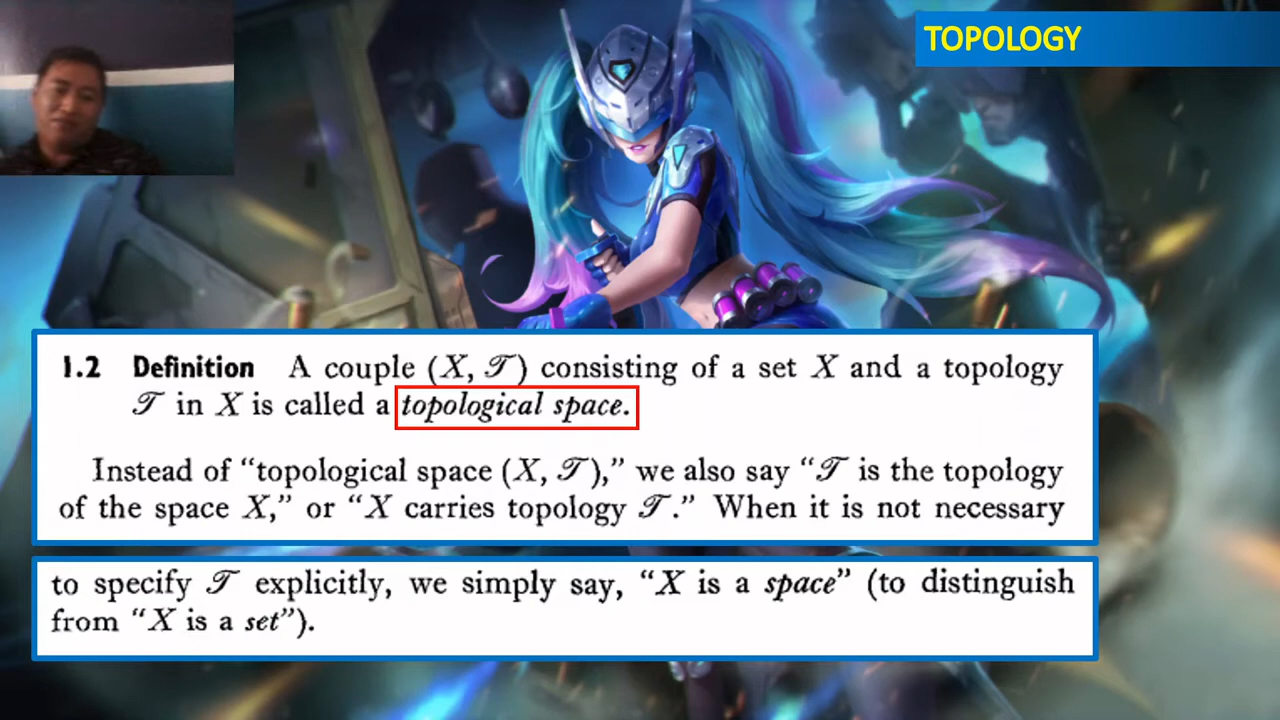 TOPOLOGY
1.2 Definition A couple (X, 𝒯) consisting of a set X and a topology
𝒯 in X is called a topological space.
Instead of “topological space (X, 𝒯),” we also say “𝒯 is the topology
of the space X,” or “X carries topology 𝒯.” When it is not necessary
to specify 𝒯 explicitly, we simply say, “X is a space” (to distinguish
from “X is a set”).